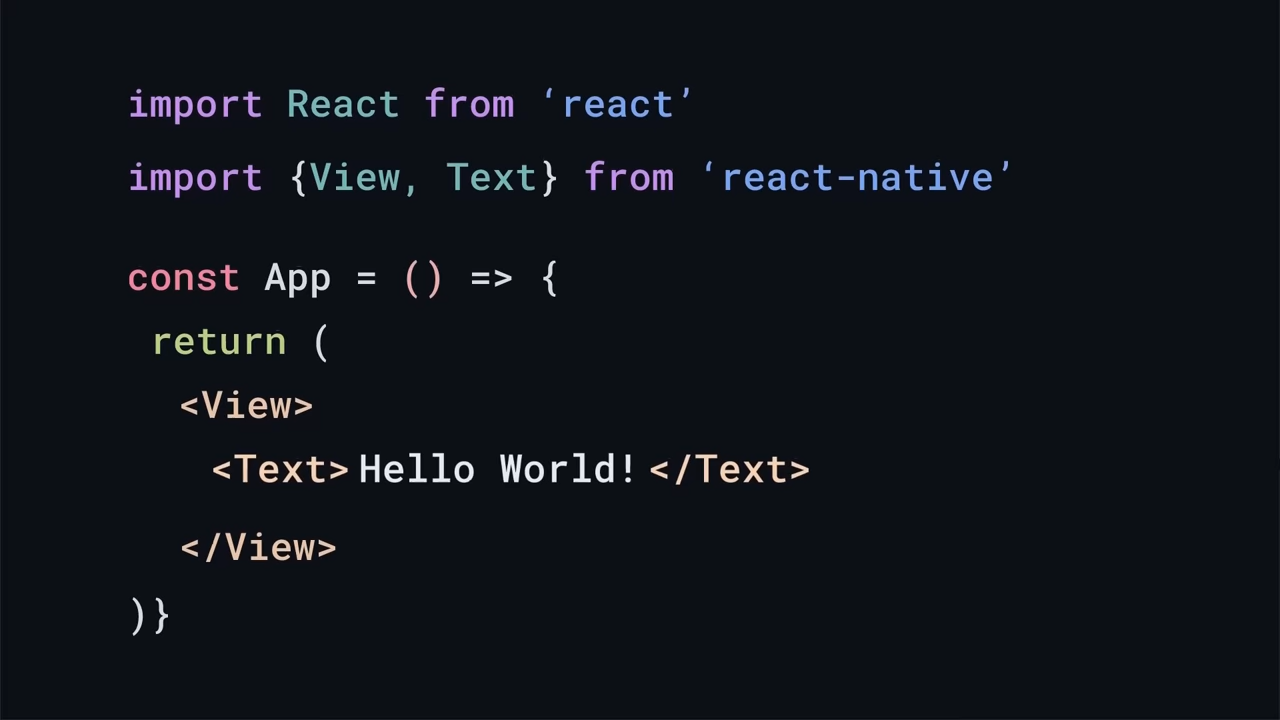 import React from ‘react’
import {View, Text} from ‘react-native’
const App = () => {
return (
<View>
<Text>Hello World!</Text>
</View>
)}